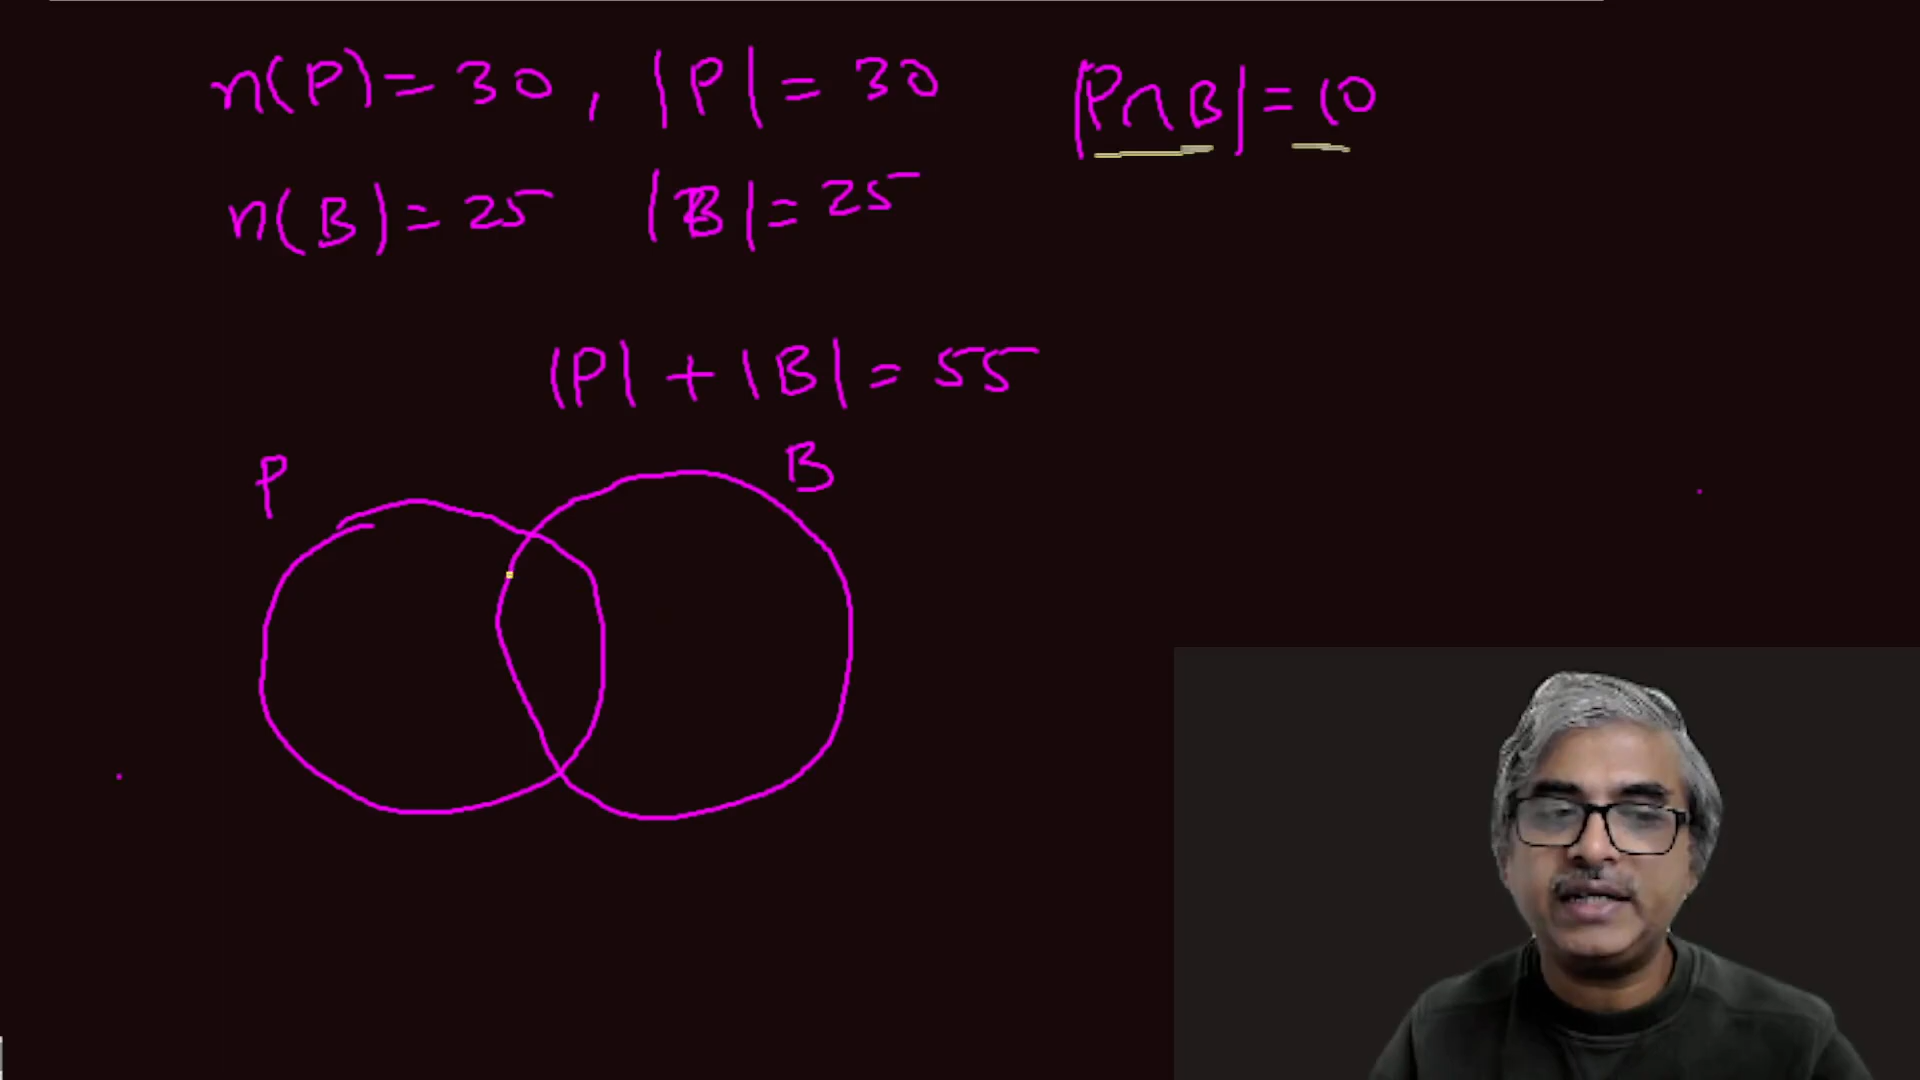 n(P) = 30, |P| = 30
|P∩B| = 10
n(B) = 25 |B| = 25
|P| + |B| = 55
P
B